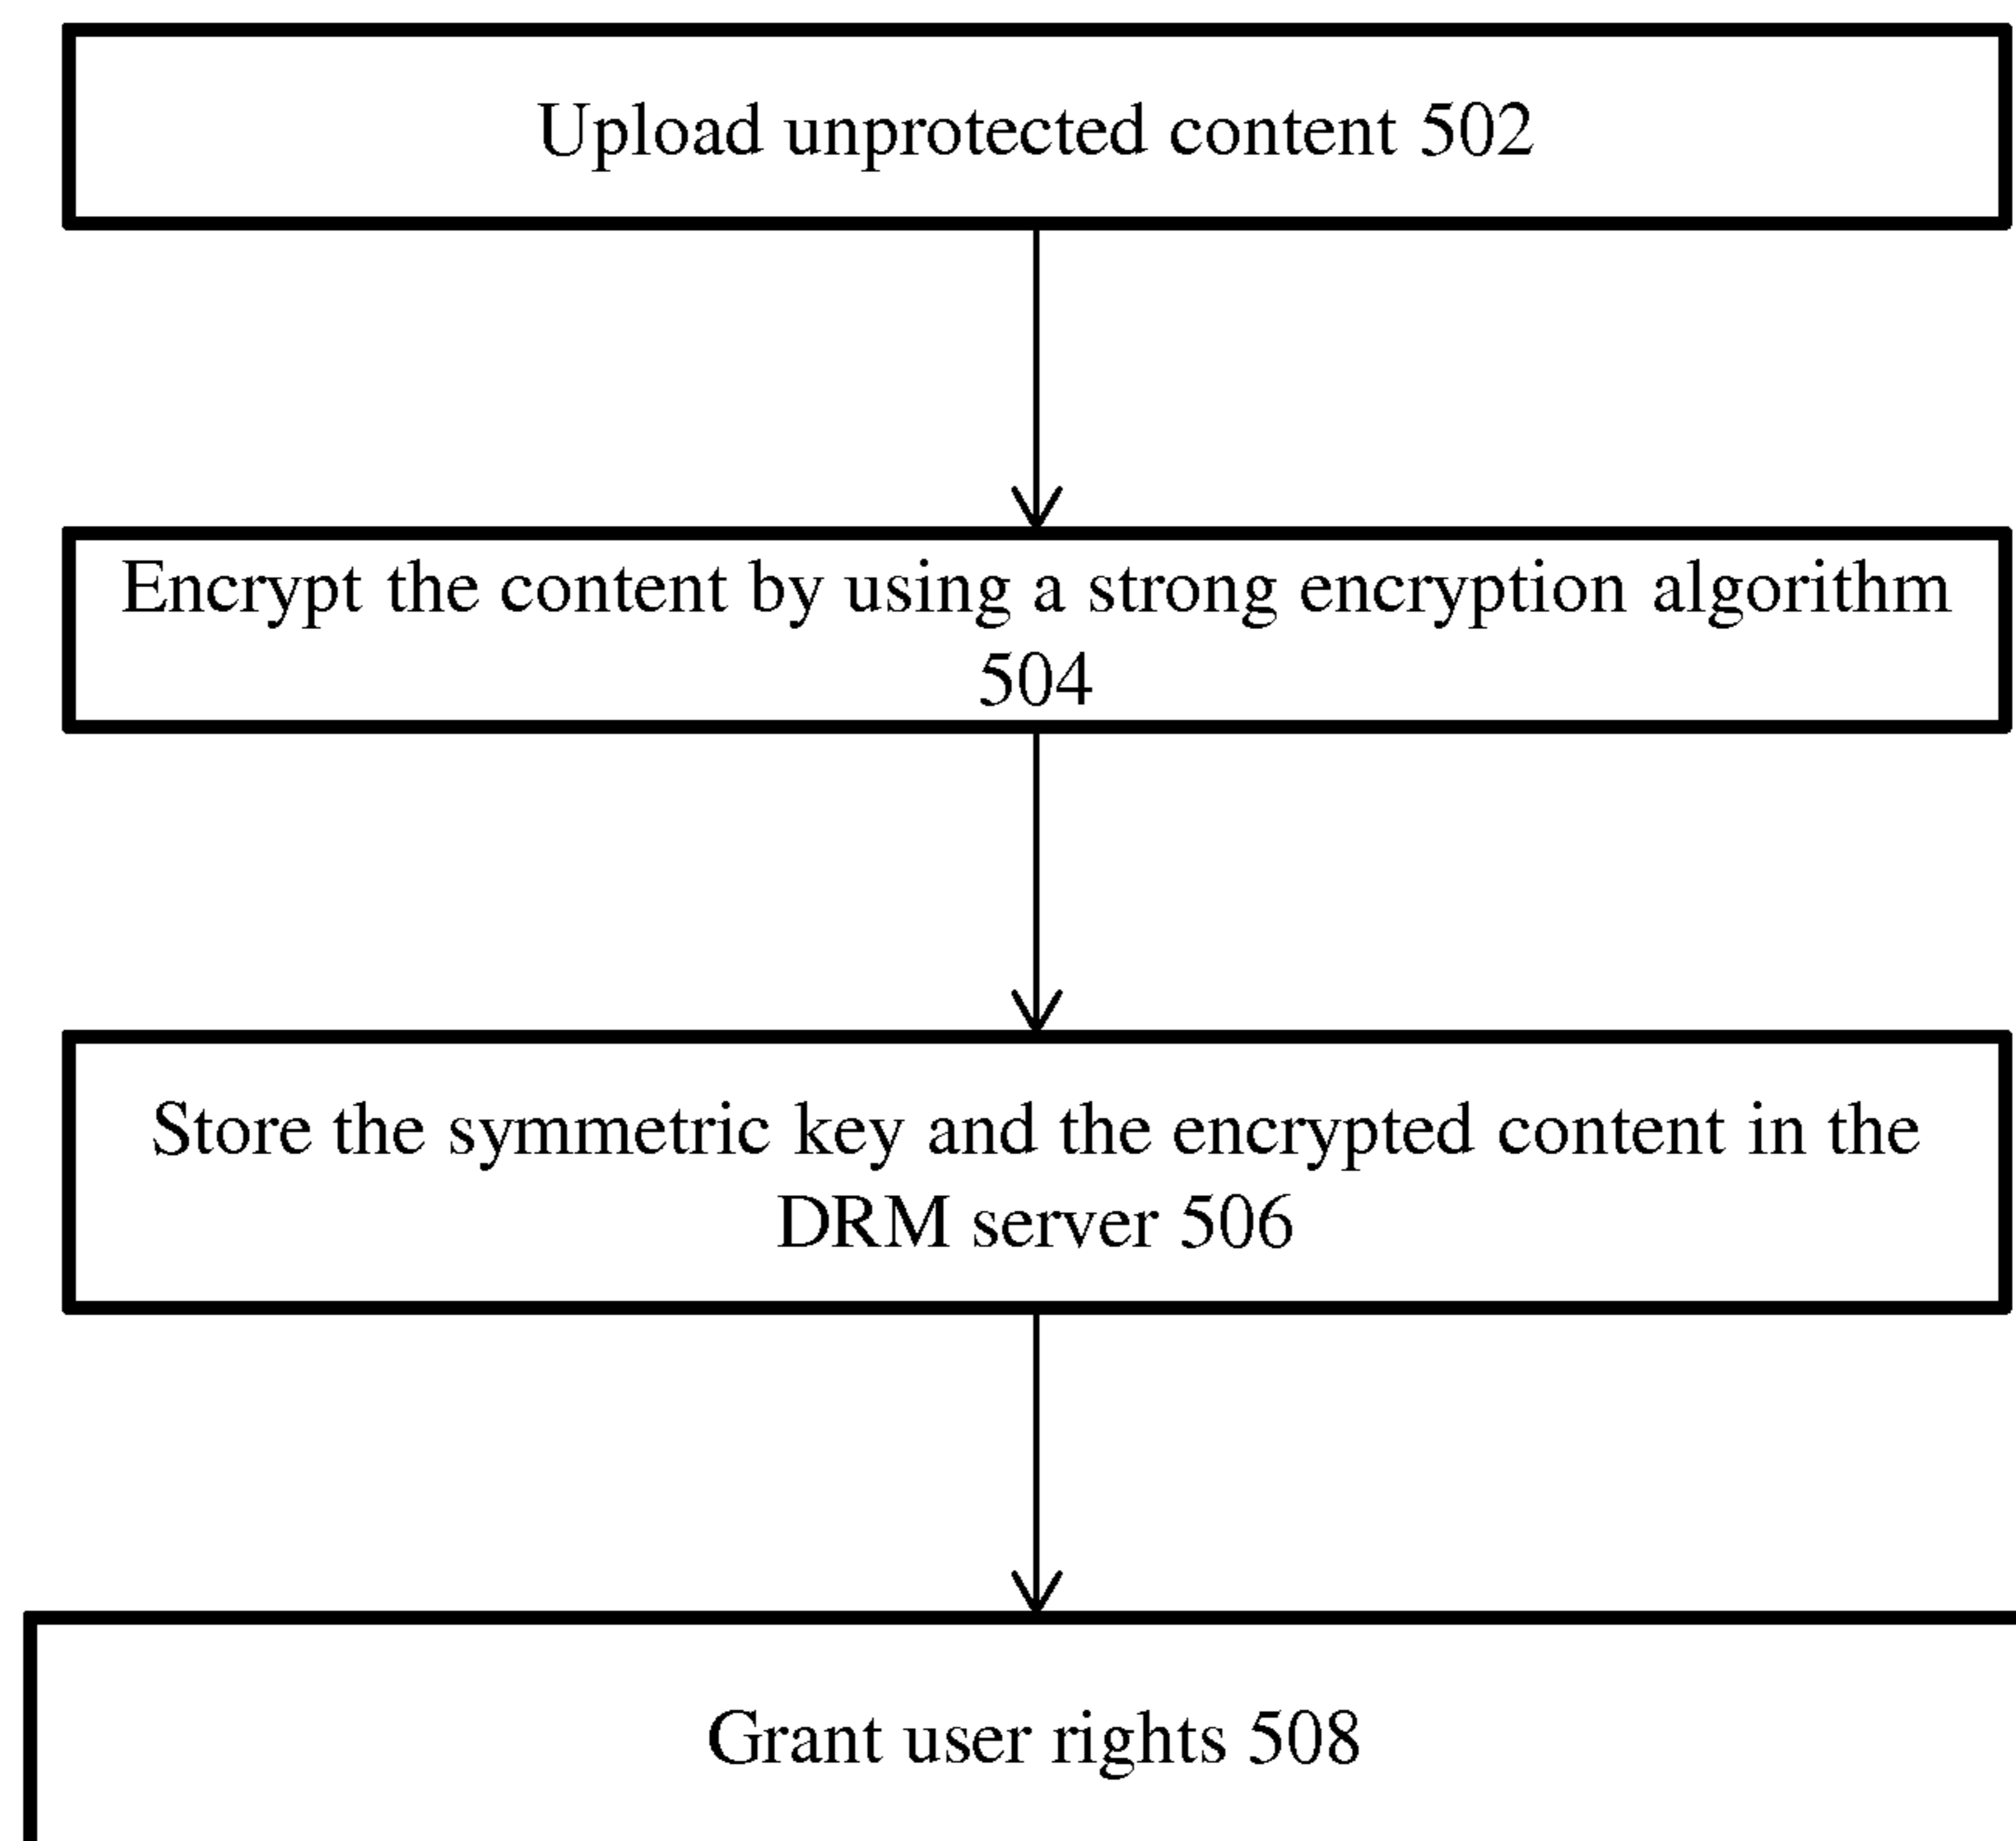 Upload unprotected content 502
Encrypt the content by using a strong encryption algorithm
504
Store the symmetric key and the encrypted content in the
DRM server 506
Grant user rights 508